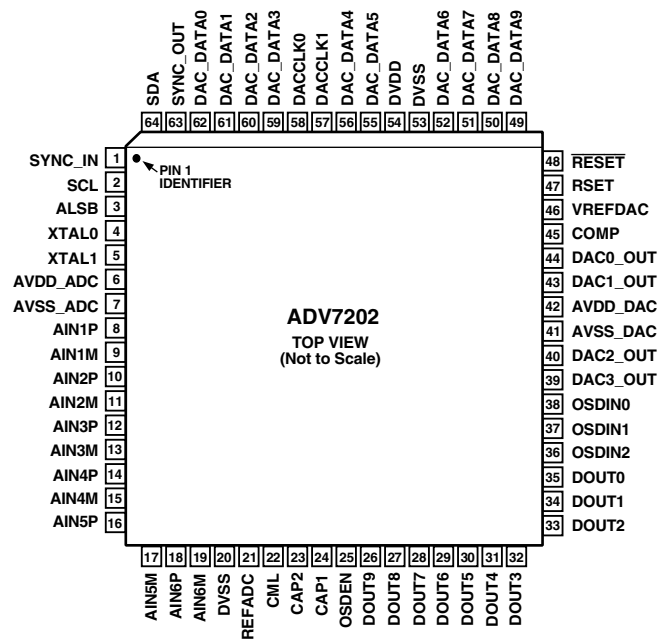 SDA
SYNC_OUT
DAC_DATA0
DAC_DATA1
DAC_DATA2
DAC_DATA3
DACCLK0
DACCLK1
DAC_DATA4
DAC_DATA5
DVDD
DVSS
DAC_DATA6
DAC_DATA7
DAC_DATA8
DAC_DATA9
64 63 62 61 60 59 58 57 56 55 54 53 52 51 50 49
SYNC_IN 1
SCL 2
ALSB 3
XTAL0 4
XTAL1 5
AVDD_ADC 6
AVSS_ADC 7
AIN1P 8
AIN1M 9
AIN2P 10
AIN2M 11
AIN3P 12
AIN3M 13
AIN4P 14
AIN4M 15
AIN5P 16
PIN 1
IDENTIFIER
ADV7202
TOP VIEW
(Not to Scale)
48 RESET
47 RSET
46 VREFDAC
45 COMP
44 DAC0_OUT
43 DAC1_OUT
42 AVDD_DAC
41 AVSS_DAC
40 DAC2_OUT
39 DAC3_OUT
38 OSDIN0
37 OSDIN1
36 OSDIN2
35 DOUT0
34 DOUT1
33 DOUT2
17 18 19 20 21 22 23 24 25 26 27 28 29 30 31 32
AIN5M
AIN6P
AIN6M
DVSS
REFADC
CML
CAP2
CAP1
OSDEN
DOUT9
DOUT8
DOUT7
DOUT6
DOUT5
DOUT4
DOUT3